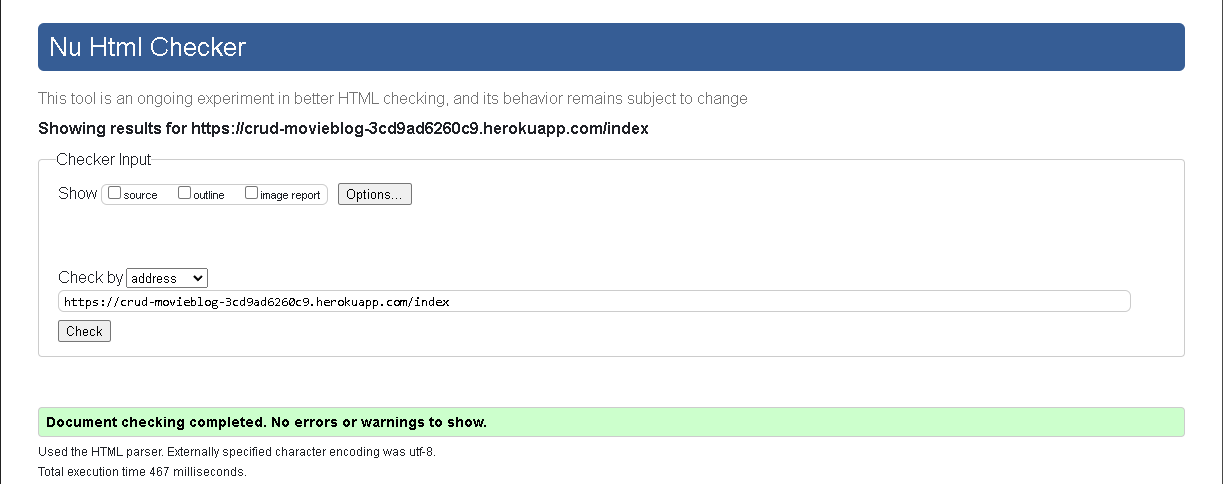 Nu Html Checker
This tool is an ongoing experiment in better HTML checking, and its behavior remains subject to change
Showing results for https://crud-movieblog-3cd9ad6260c9.herokuapp.com/index
Checker Input
Show source outline image report Options...
Check by address
https://crud-movieblog-3cd9ad6260c9.herokuapp.com/index
Check
Document checking completed. No errors or warnings to show.
Used the HTML parser. Externally specified character encoding was utf-8.
Total execution time 467 milliseconds.